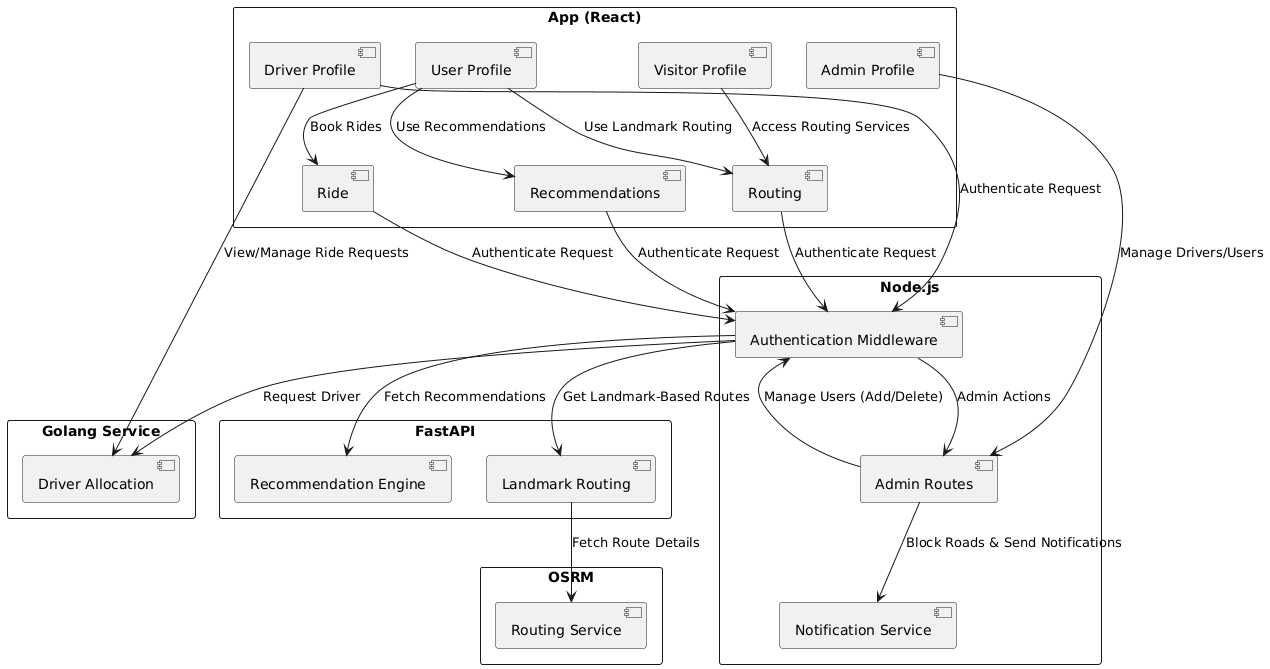 App (React)
Driver Profile
User Profile
Visitor Profile
Admin Profile
Book Rides
Use Recommendations
Use Landmark Routing
Access Routing Services
Ride
Recommendations
Routing
Authenticate Request
View/Manage Ride Requests
Authenticate Request
Authenticate Request
Authenticate Request
Manage Drivers/Users
Node.js
Authentication Middleware
Request Driver
Fetch Recommendations
Get Landmark-Based Routes
Manage Users (Add/Delete)
Admin Actions
Golang Service
FastAPI
Driver Allocation
Recommendation Engine
Landmark Routing
Admin Routes
Fetch Route Details
Block Roads & Send Notifications
OSRM
Routing Service
Notification Service